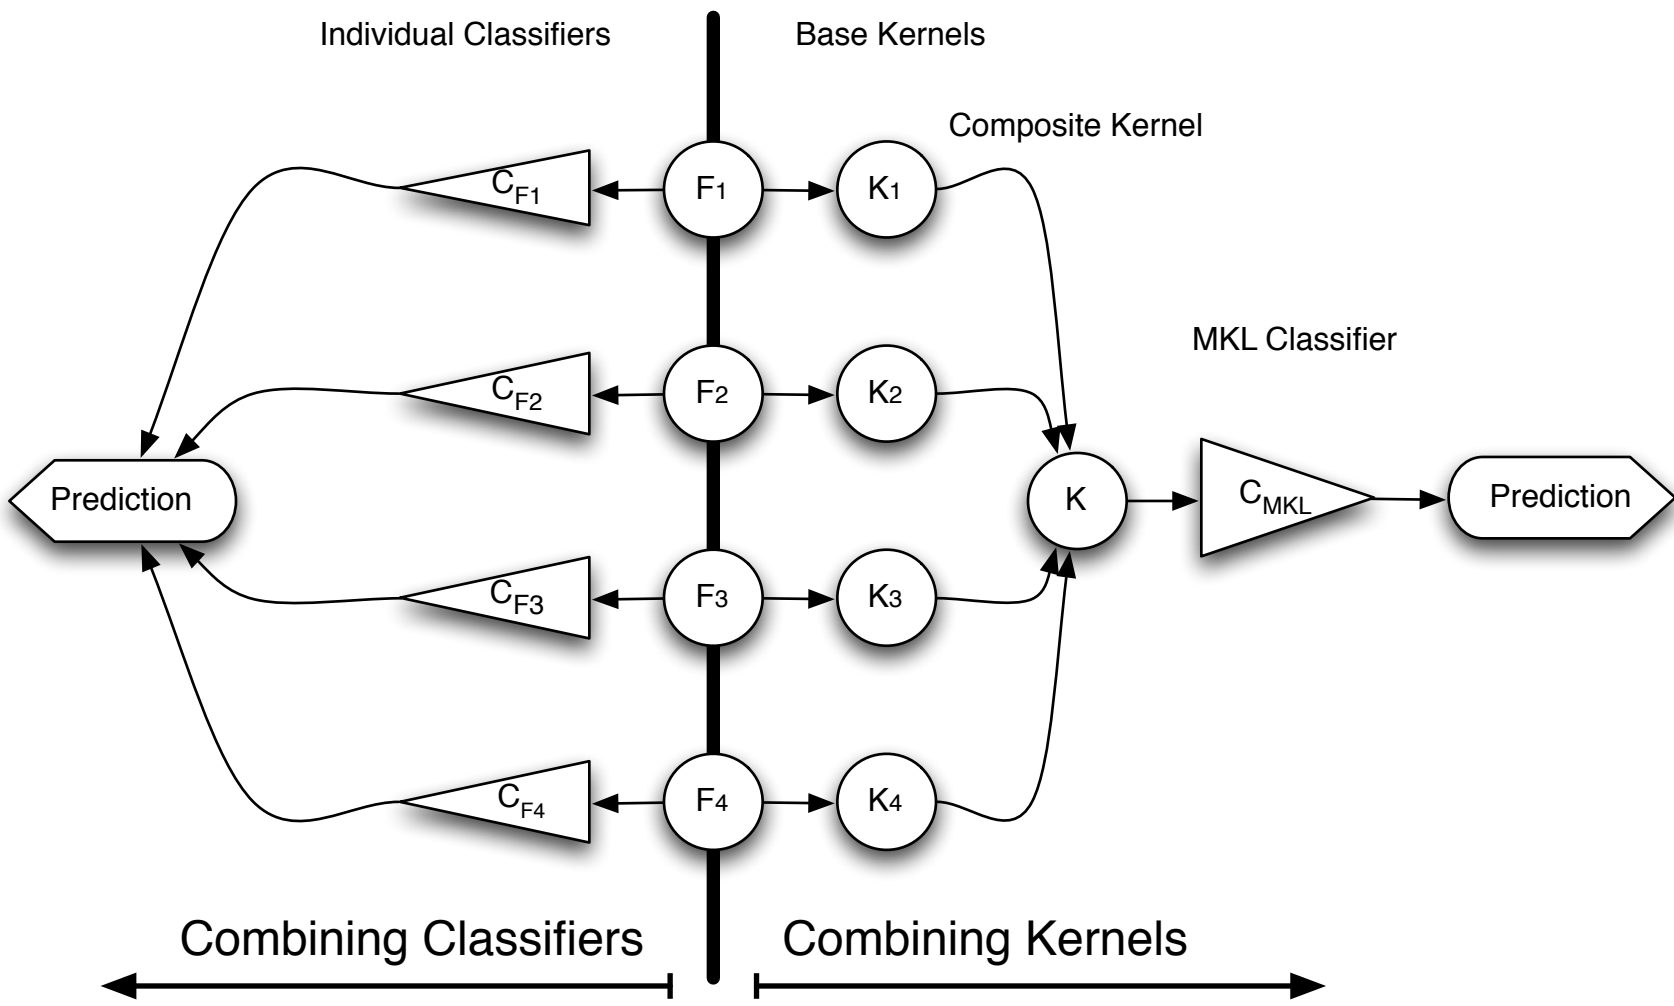 Individual Classifiers
Base Kernels
Composite Kernel
CF1
F1
K1
MKL Classifier
CF2
F2
K2
Prediction
K
CMKL
Prediction
CF3
F3
K3
CF4
F4
K4
Combining Classifiers
Combining Kernels